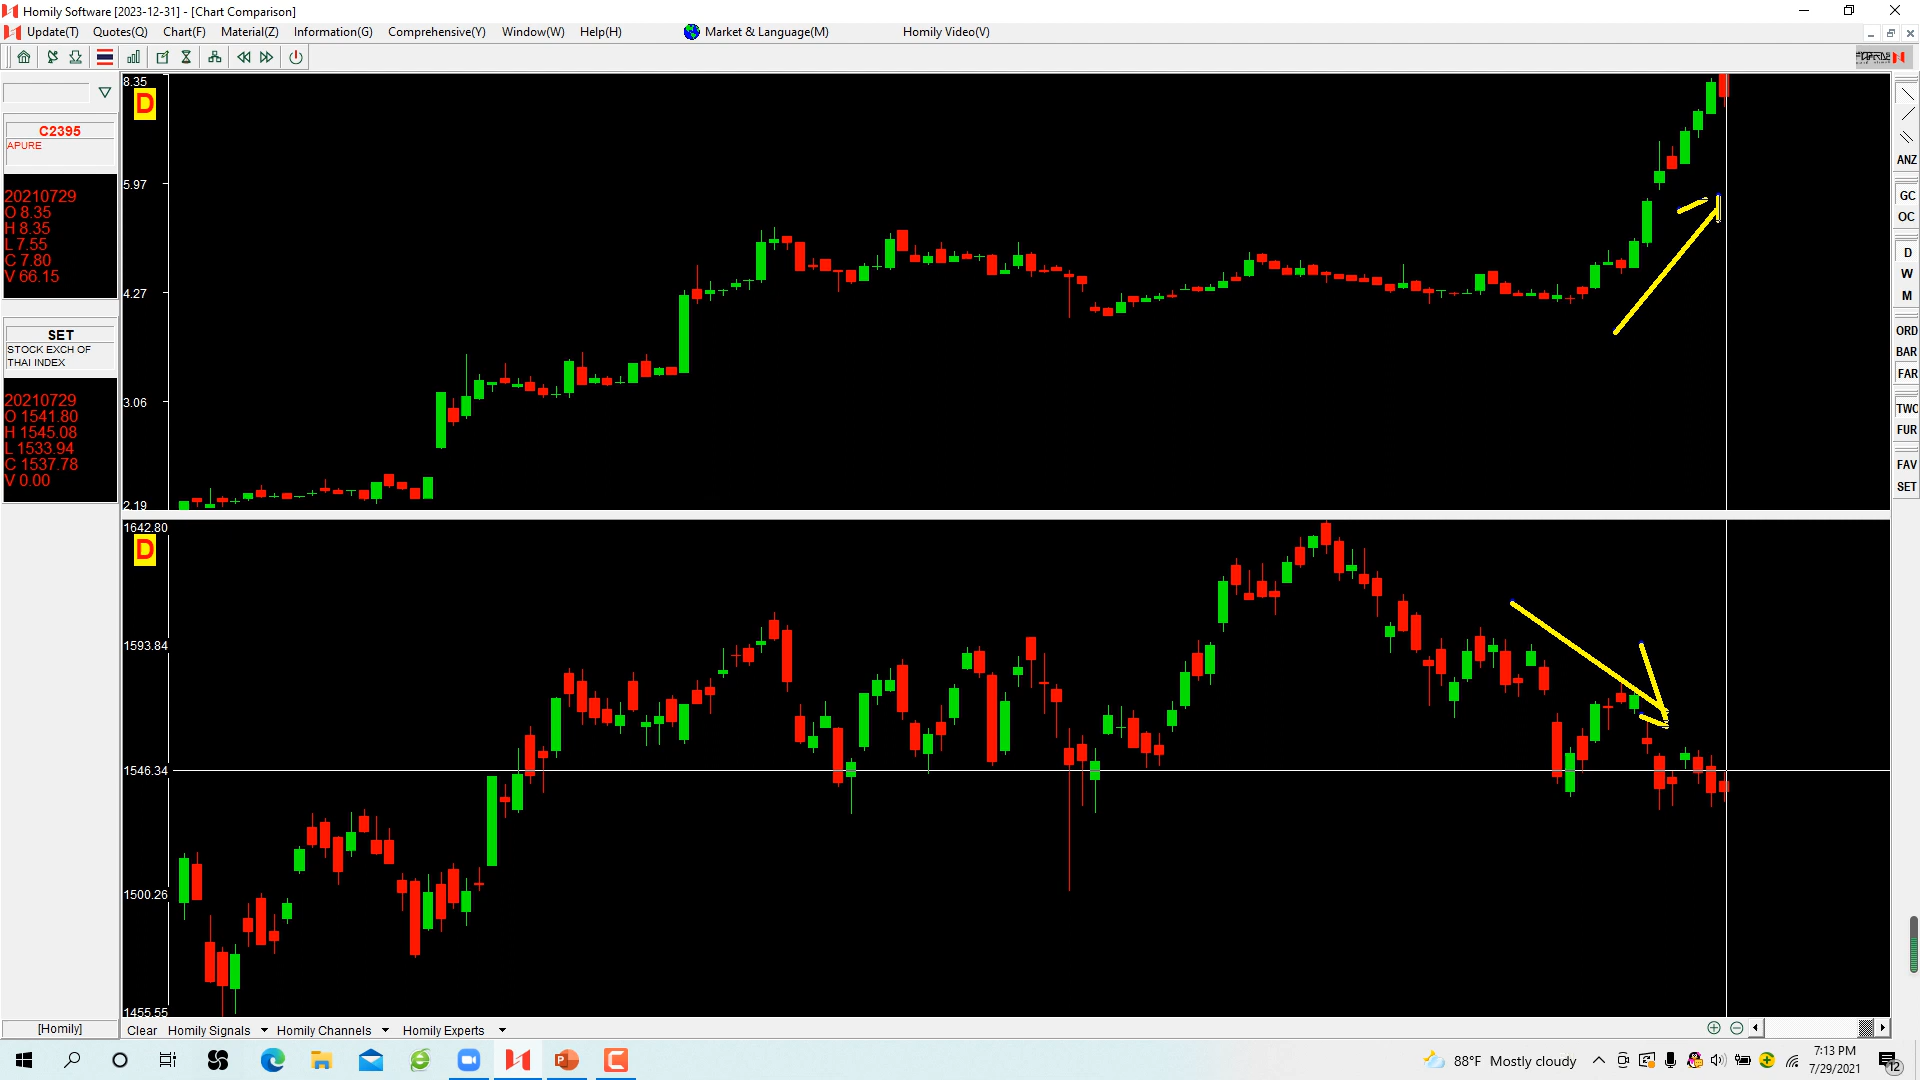 Homily Software [2023-12-31] - [Chart Comparison]
Update(T) Quotes(Q) Chart(F) Material(Z) Information(G) Comprehensive(Y) Window(W) Help(H) Market & Language(M) Homily Video(V)
C2395
APURE
20210729
O 8.35
H 8.35
L 7.55
C 7.80
V 66.15
SET
STOCK EXCH OF
THAI INDEX
20210729
O 1541.80
H 1545.08
L 1533.94
C 1537.78
V 0.00
[Homily]
8.35
D
5.97
4.27
3.06
2.19
1642.80
D
1593.84
1546.34
1500.26
1455.55
ANZ
GC
OC
D
W
M
ORD
BAR
FAR
TWC
FUR
FAV
SET
Clear Homily Signals Homily Channels Homily Experts
88°F Mostly cloudy
7:13 PM
7/29/2021
12